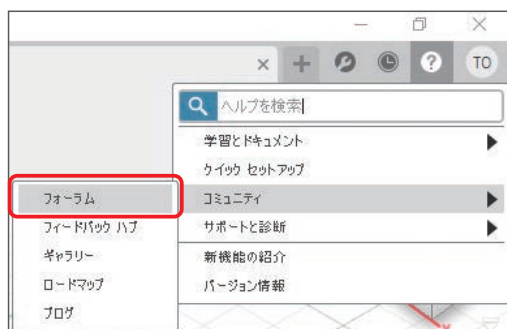 TO
ヘルプを検索
学習とドキュメント
クイック セットアップ
コミュニティ
サポートと診断
新機能の紹介
バージョン情報
フォーラム
フィードバック ハブ
ギャラリー
ロードマップ
ブログ